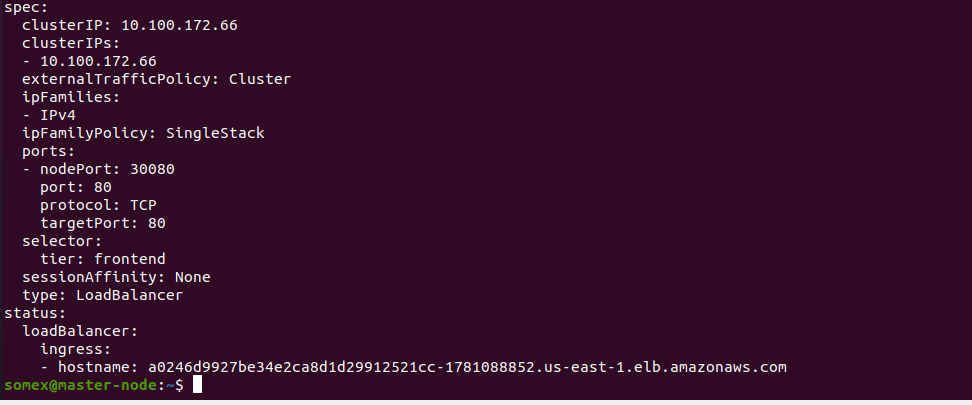 spec:
  clusterIP: 10.100.172.66
  clusterIPs:
  - 10.100.172.66
  externalTrafficPolicy: Cluster
  ipFamilies:
  - IPv4
  ipFamilyPolicy: SingleStack
  ports:
  - nodePort: 30080
    port: 80
    protocol: TCP
    targetPort: 80
  selector:
    tier: frontend
  sessionAffinity: None
  type: LoadBalancer
status:
  loadBalancer:
    ingress:
    - hostname: a0246d9927be34e2ca8d1d29912521cc-1781088852.us-east-1.elb.amazonaws.com
somex@master-node:~$